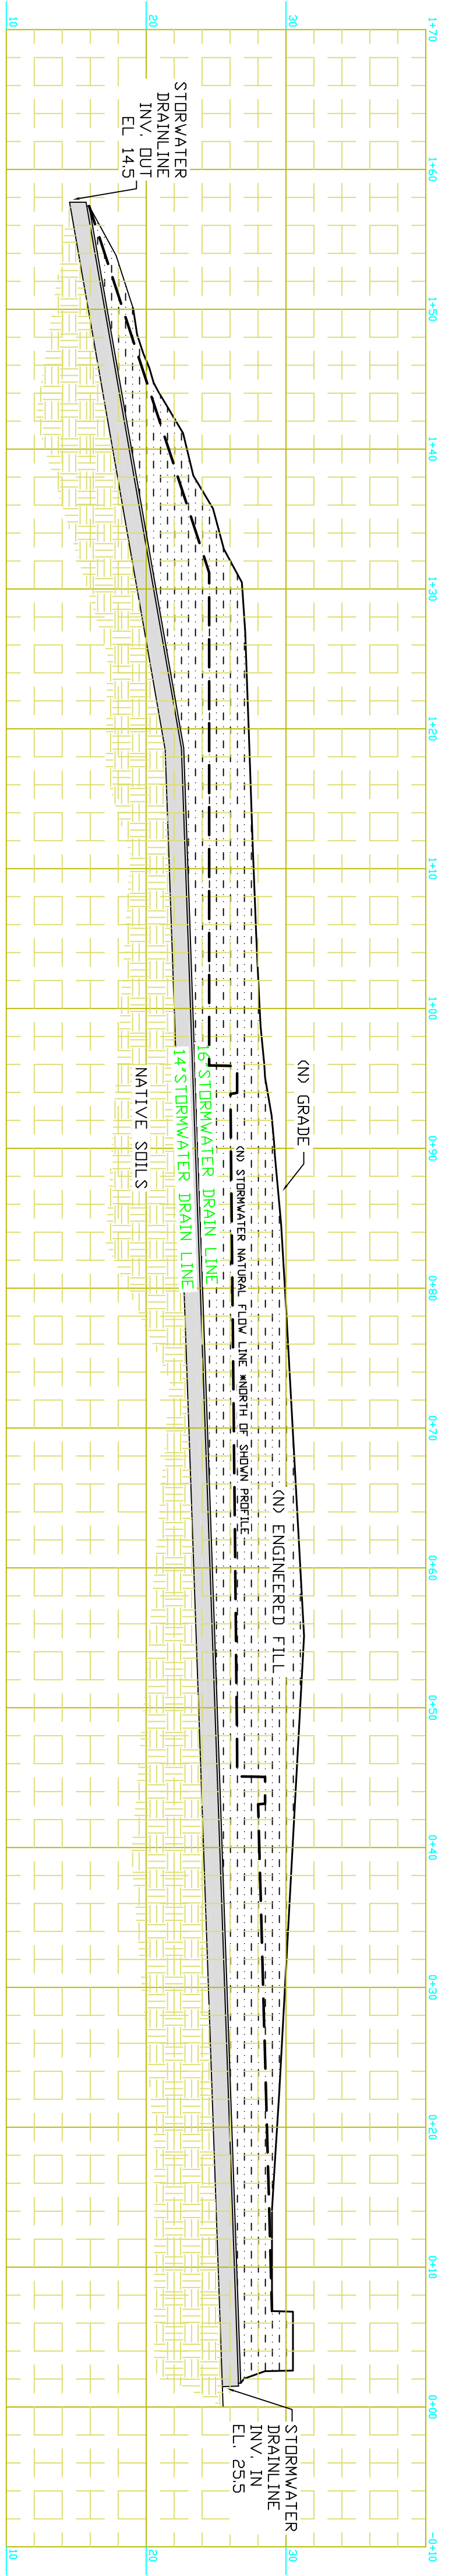 1+70 1+60 1+50 1+40 1+30 1+20 1+10 1+00 0+90 0+80 0+70 0+60 0+50 0+40 0+30 0+20 0+10 0+00 -0+10
30 30
20 20
10 10
(N) GRADE
(N) ENGINEERED FILL
(N) STORMWATER NATURAL FLOW LINE *NORTH OF SHOWN PROFILE
16"STORMWATER DRAIN LINE
14"STORMWATER DRAIN LINE
NATIVE SOILS
STORWATER
DRAINLINE
INV. OUT
EL. 14.5
STORMWATER
DRAINLINE
INV. IN
EL. 25.5